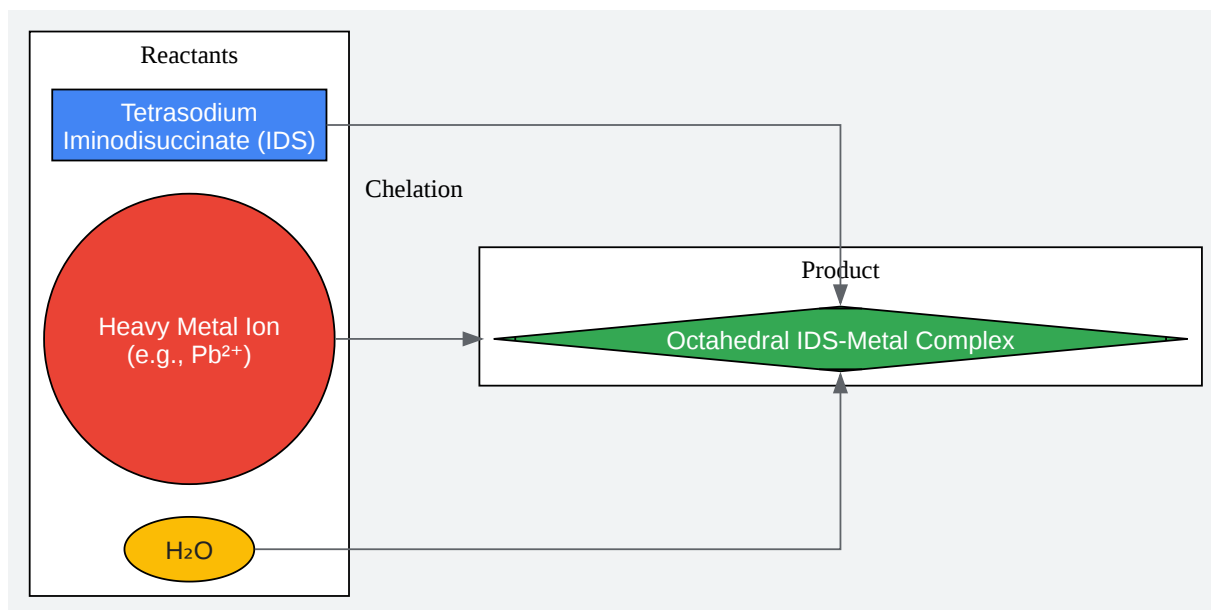 Reactants
Tetrasodium
Iminodisuccinate (IDS)
Chelation
Heavy Metal Ion
(e.g., Pb²⁺)
Product
Octahedral IDS-Metal Complex
H₂O